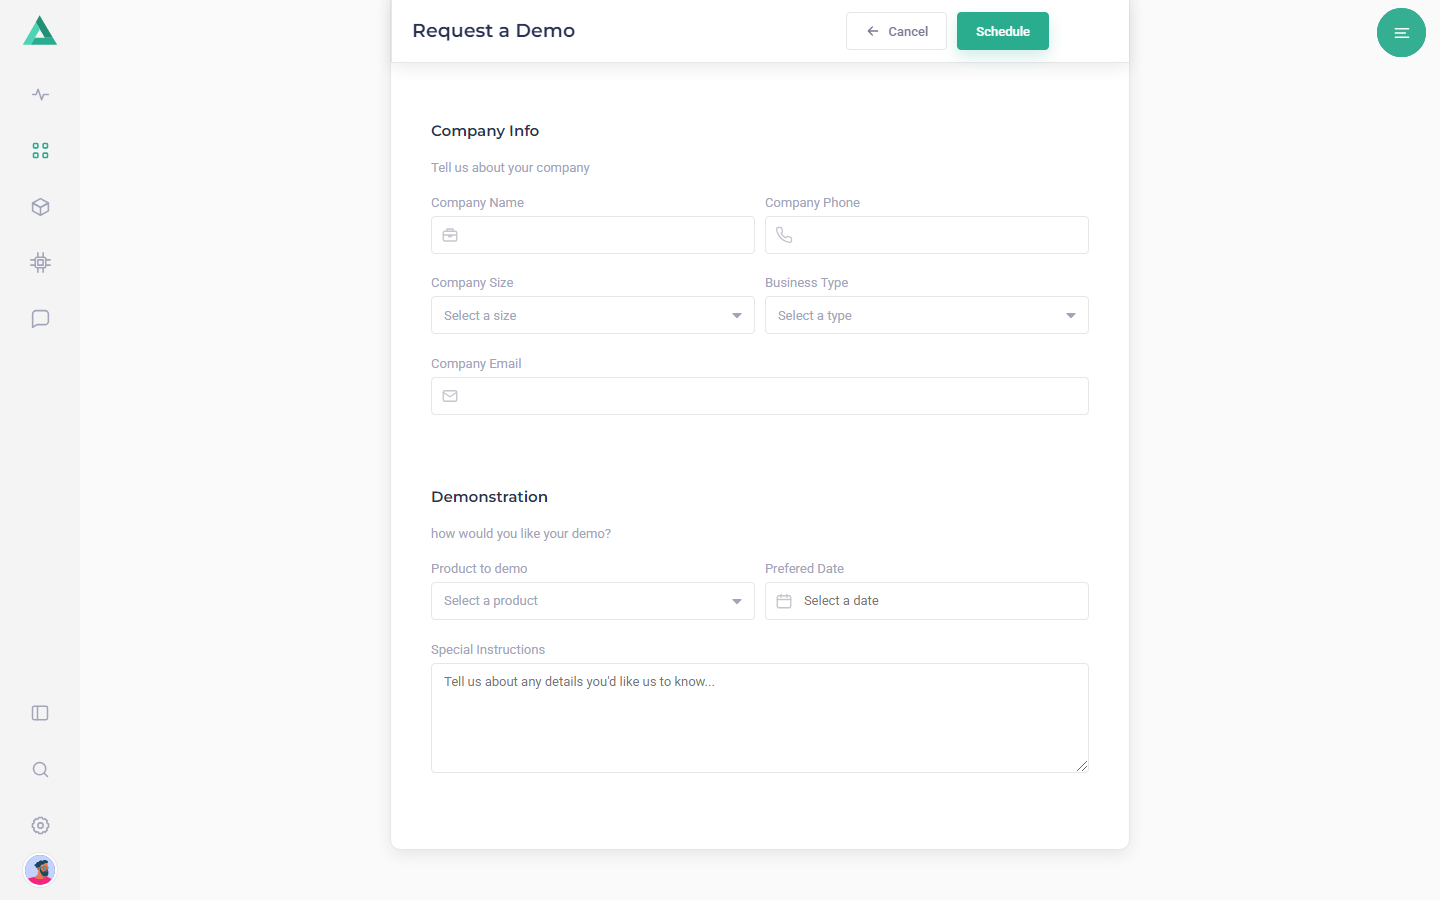 Request a Demo
Cancel
Schedule
Company Info
Tell us about your company
Company Name
Company Phone
Company Size
Business Type
Select a size
Select a type
Company Email
Demonstration
how would you like your demo?
Product to demo
Prefered Date
Select a product
Select a date
Special Instructions
Tell us about any details you'd like us to know...